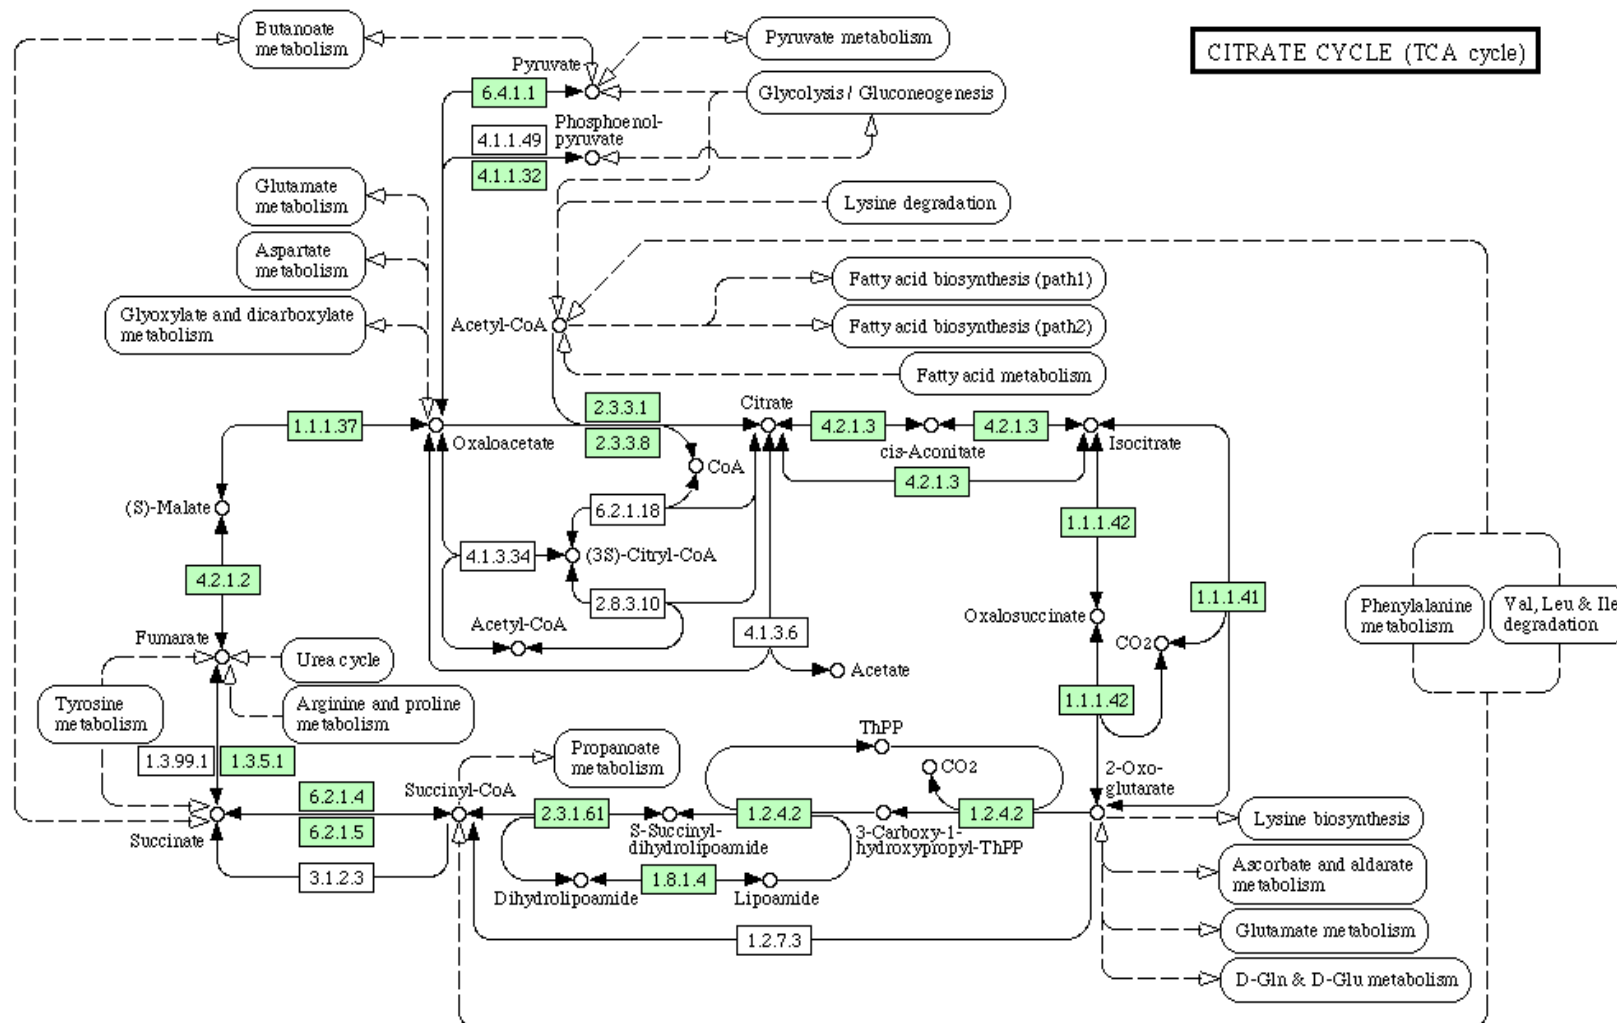 Butanoate
metabolism
Pyruvate metabolism
CITRATE CYCLE (TCA cycle)
Pyruvate
6.4.1.1
Glycolysis / Gluconeogenesis
Phosphoenol-
pyruvate
4.1.1.49
4.1.1.32
Glutamate
metabolism
Lysine degradation
Aspartate
metabolism
Fatty acid biosynthesis (path1)
Glyoxylate and dicarboxylate
metabolism
Acetyl-CoA
Fatty acid biosynthesis (path2)
Fatty acid metabolism
1.1.1.37
Oxaloacetate
2.3.3.1
2.3.3.8
Citrate
4.2.1.3
cis-Aconitate
4.2.1.3
Isocitrate
4.2.1.3
CoA
(S)-Malate
6.2.1.18
1.1.1.42
4.1.3.34
(3S)-Citryl-CoA
4.2.1.2
2.8.3.10
1.1.1.41
Phenylalanine
metabolism
Val, Leu & Ile
degradation
Oxalosuccinate
Acetyl-CoA
4.1.3.6
CO2
Fumarate
Urea cycle
Acetate
Tyrosine
metabolism
Arginine and proline
metabolism
1.1.1.42
ThPP
1.3.99.1
1.3.5.1
Propanoate
metabolism
CO2
2-Oxo-
glutarate
6.2.1.4
6.2.1.5
Succinyl-CoA
2.3.1.61
1.2.4.2
1.2.4.2
Succinate
S-Succinyl-
dihydrolipoamide
3-Carboxy-1-
hydroxypropyl-ThPP
Lysine biosynthesis
3.1.2.3
Dihydrolipoamide
1.8.1.4
Lipoamide
Ascorbate and aldarate
metabolism
1.2.7.3
Glutamate metabolism
D-Gln & D-Glu metabolism